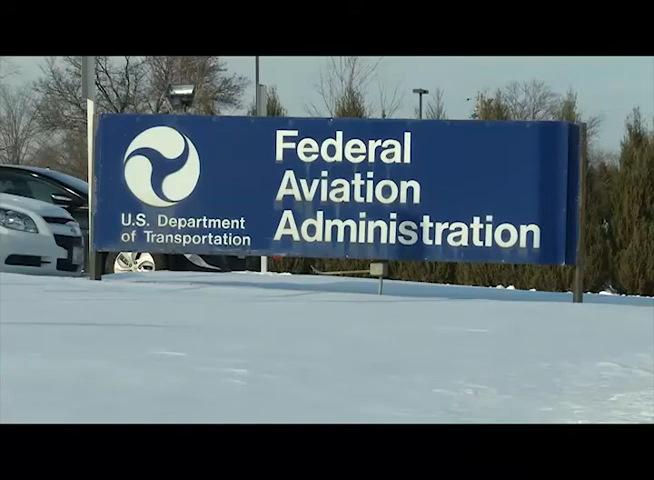 Federal
Aviation
Administration
U.S. Department
of Transportation